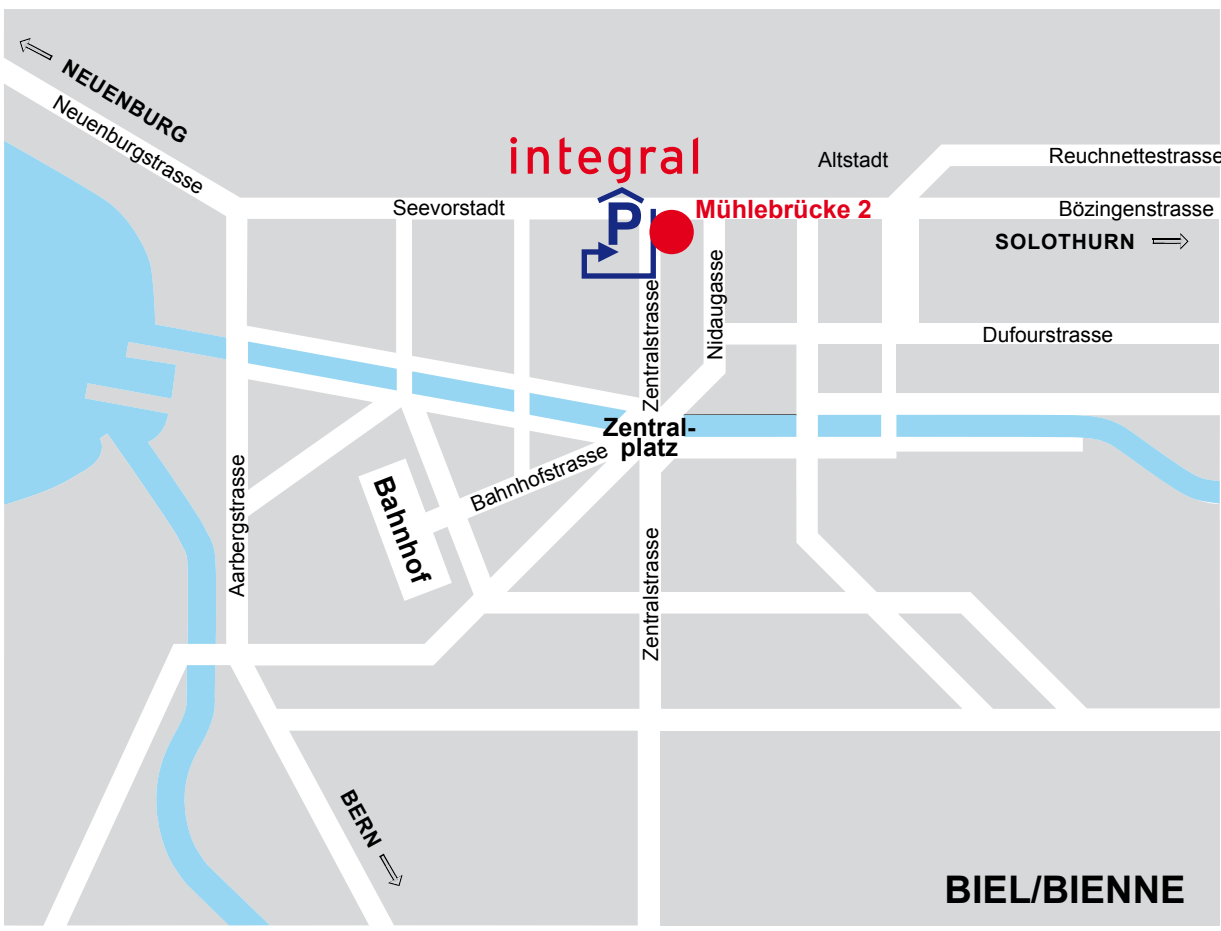 NEUENBURG
Neuenburgstrasse
integral
Altstadt
Reuchnettestrasse
Seevorstadt
P
Mühlebrücke 2
Bözingenstrasse
SOLOTHURN
Zentralstrasse
Nidaugasse
Dufourstrasse
Zentral-
platz
Bahnhofstrasse
Bahnhof
Aarbergstrasse
Zentralstrasse
BERN
BIEL/BIENNE